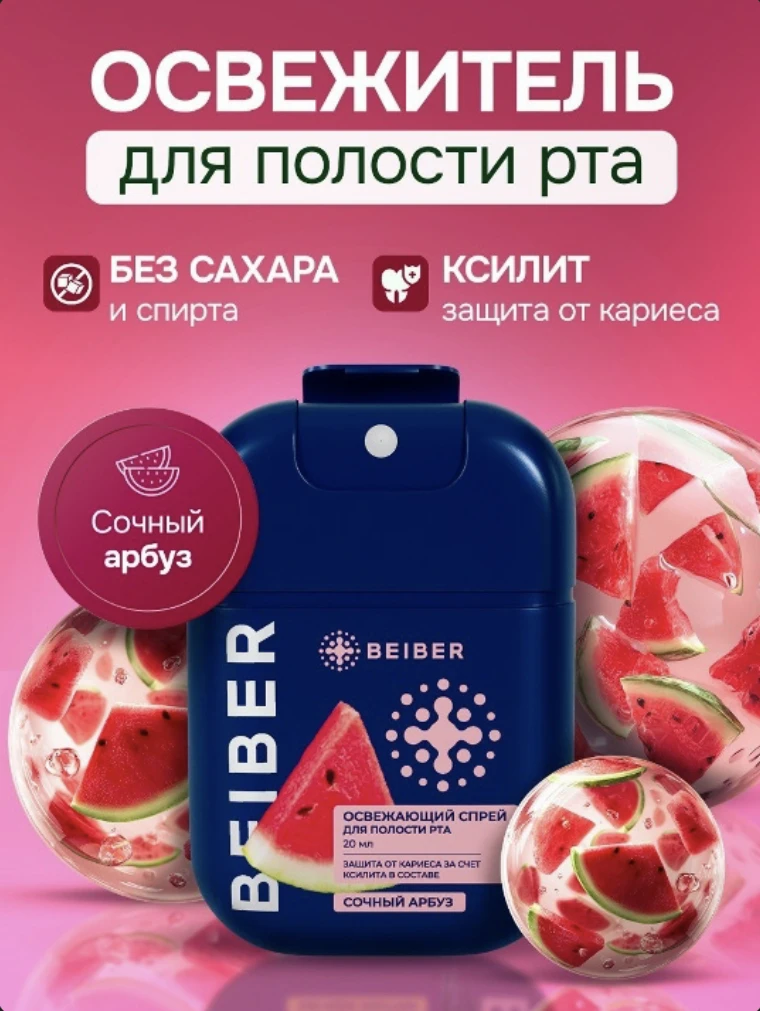 ОСВЕЖИТЕЛЬ
для полости рта
БЕЗ САХАРА
и спирта
КСИЛИТ
защита от кариеса
Сочный
арбуз
BEIBER
BEIBER
ОСВЕЖАЮЩИЙ СПРЕЙ
ДЛЯ ПОЛОСТИ РТА
20 мл
ЗАЩИТА ОТ КАРИЕСА ЗА СЧЕТ
КСИЛИТА В СОСТАВЕ
СОЧНЫЙ АРБУЗ